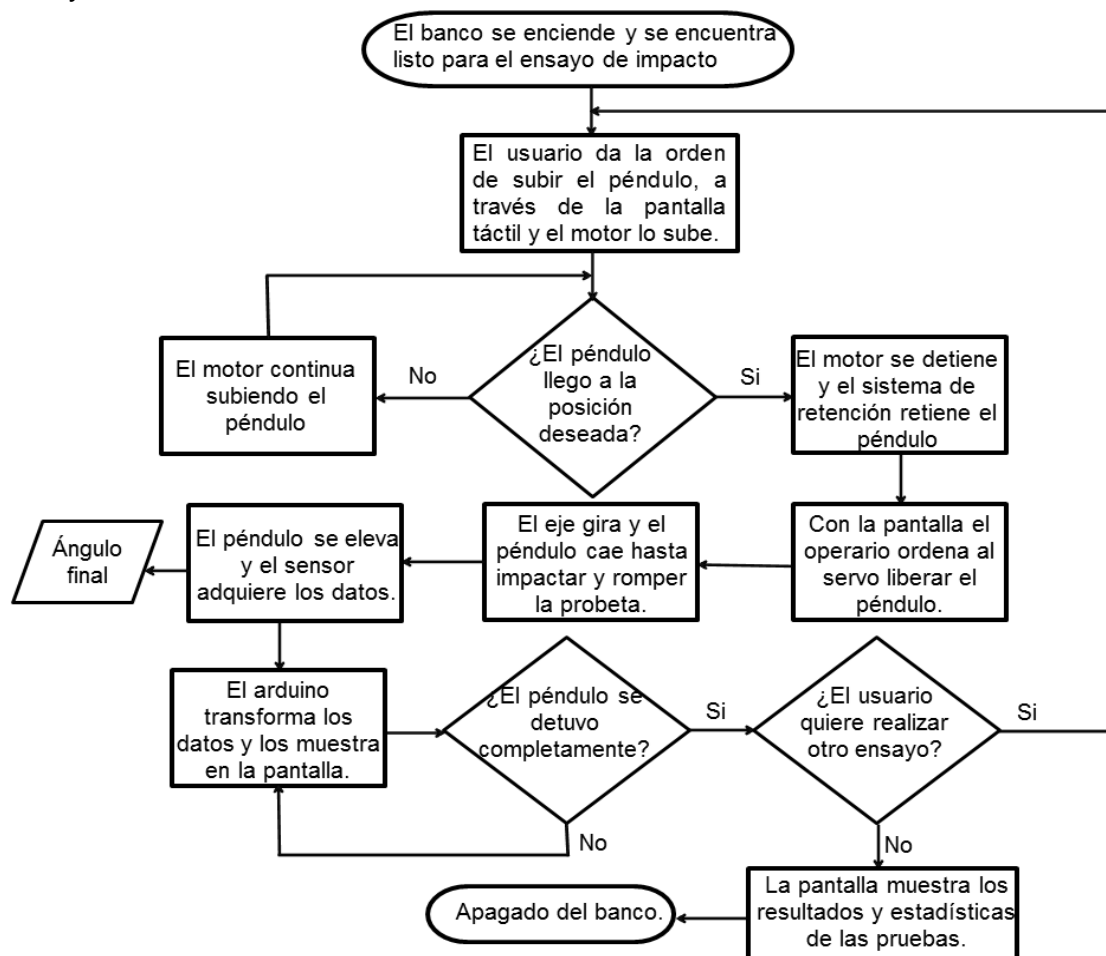 El banco se enciende y se encuentra
listo para el ensayo de impacto
El usuario da la orden
de subir el péndulo, a
través de la pantalla
táctil y el motor lo sube.
El motor continua
subiendo el
péndulo
No
¿El péndulo
llego a la
posición
deseada?
Si
El motor se detiene
y el sistema de
retención retiene el
péndulo
Ángulo
final
El péndulo se eleva
y el sensor
adquiere los datos.
El eje gira y el
péndulo cae hasta
impactar y romper
la probeta.
Con la pantalla el
operario ordena al
servo liberar el
péndulo.
El arduino
transforma los
datos y los muestra
en la pantalla.
¿El péndulo se
detuvo
completamente?
Si
¿El usuario
quiere realizar
otro ensayo?
Si
No
No
Apagado del banco.
La pantalla muestra los
resultados y estadísticas
de las pruebas.